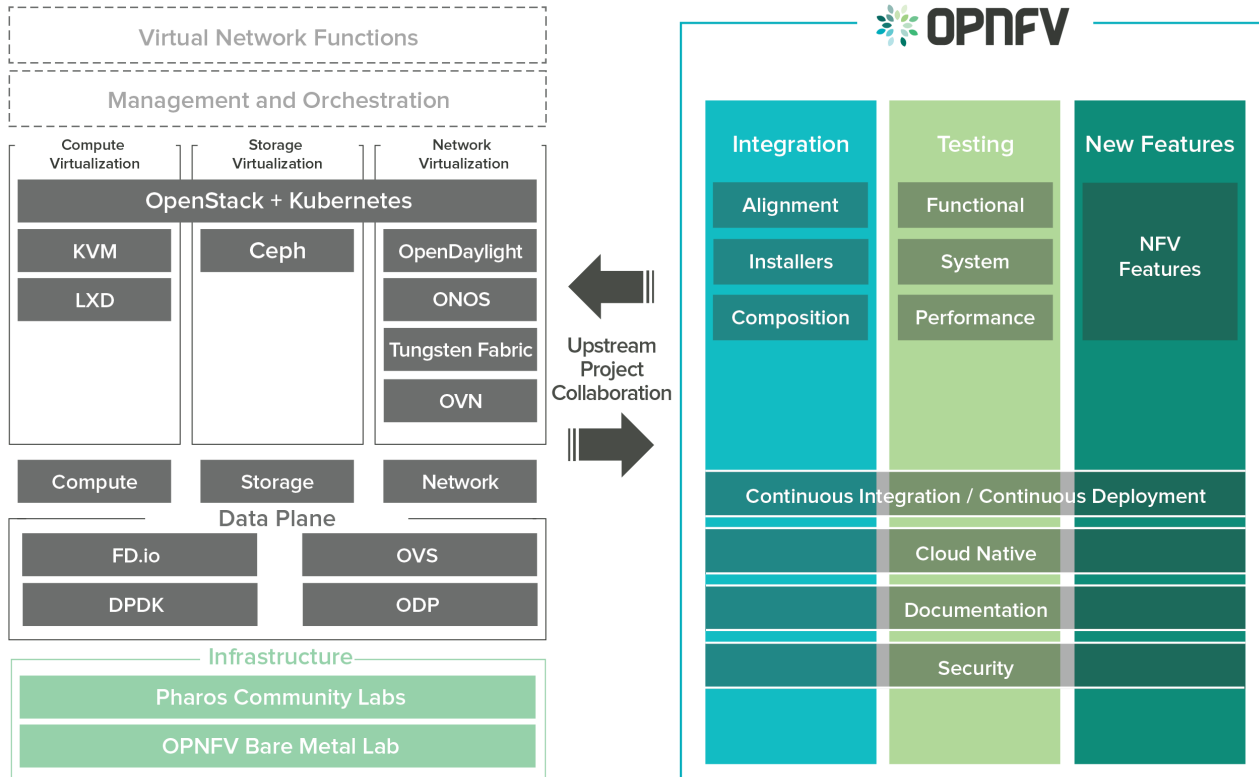 Virtual Network Functions
Management and Orchestration
Compute
Virtualization
Storage
Virtualization
Network
Virtualization
OpenStack + Kubernetes
KVM
Ceph
OpenDaylight
LXD
ONOS
Tungsten Fabric
OVN
Compute
Storage
Network
Data Plane
FD.io
OVS
DPDK
ODP
Infrastructure
Pharos Community Labs
OPNFV Bare Metal Lab
Upstream
Project
Collaboration
OPNFV
Integration
Testing
New Features
Alignment
Functional
NFV
Features
Installers
System
Composition
Performance
Continuous Integration / Continuous Deployment
Cloud Native
Documentation
Security